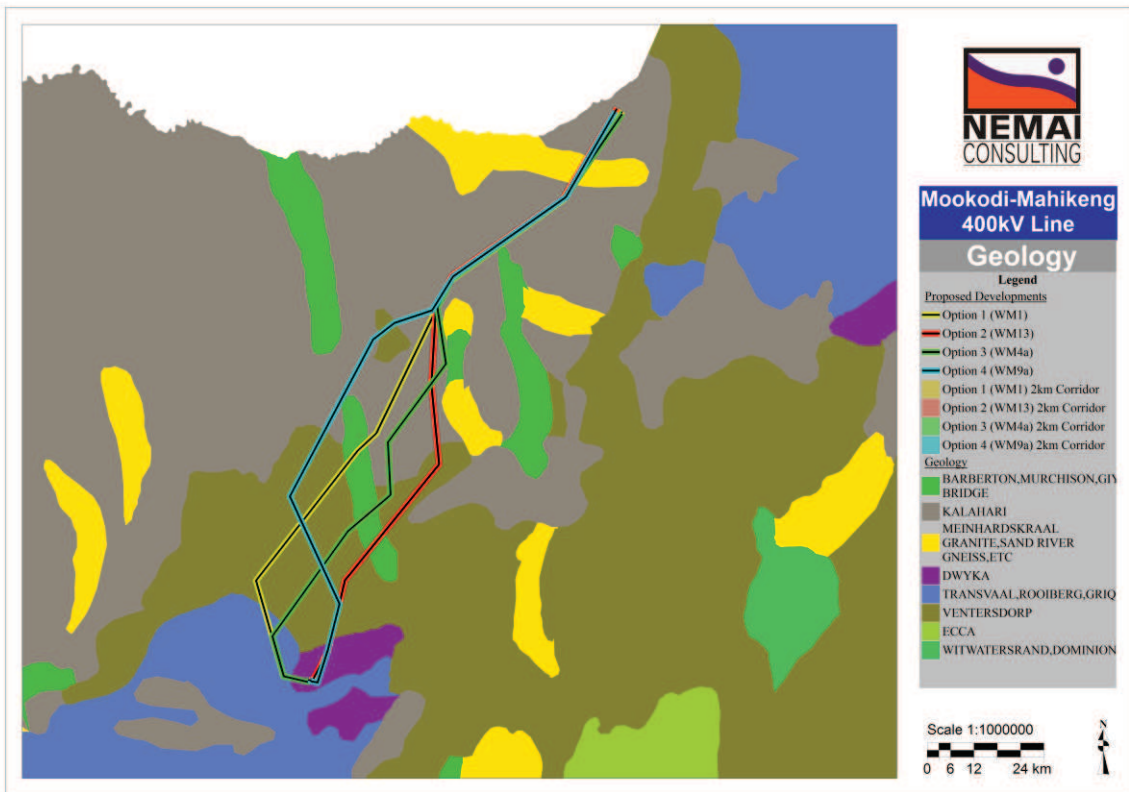 NEMAI
CONSULTING
Mookodi-Mahikeng
400kV Line
Geology
Legend
Proposed Developments
Option 1 (WM1)
Option 2 (WM13)
Option 3 (WM4a)
Option 4 (WM9a)
Option 1 (WM1) 2km Corridor
Option 2 (WM13) 2km Corridor
Option 3 (WM4a) 2km Corridor
Option 4 (WM9a) 2km Corridor
Geology
BARBERTON,MURCHISON,GIY
BRIDGE
KALAHARI
MEINHARDSKRAAL
GRANITE,SAND RIVER
GNEISS,ETC
DWYKA
TRANSVAAL,ROOIBERG,GRIQ
VENTERSDORP
ECCA
WITWATERSRAND,DOMINION
Scale 1:1000000
N
0 6 12 24 km